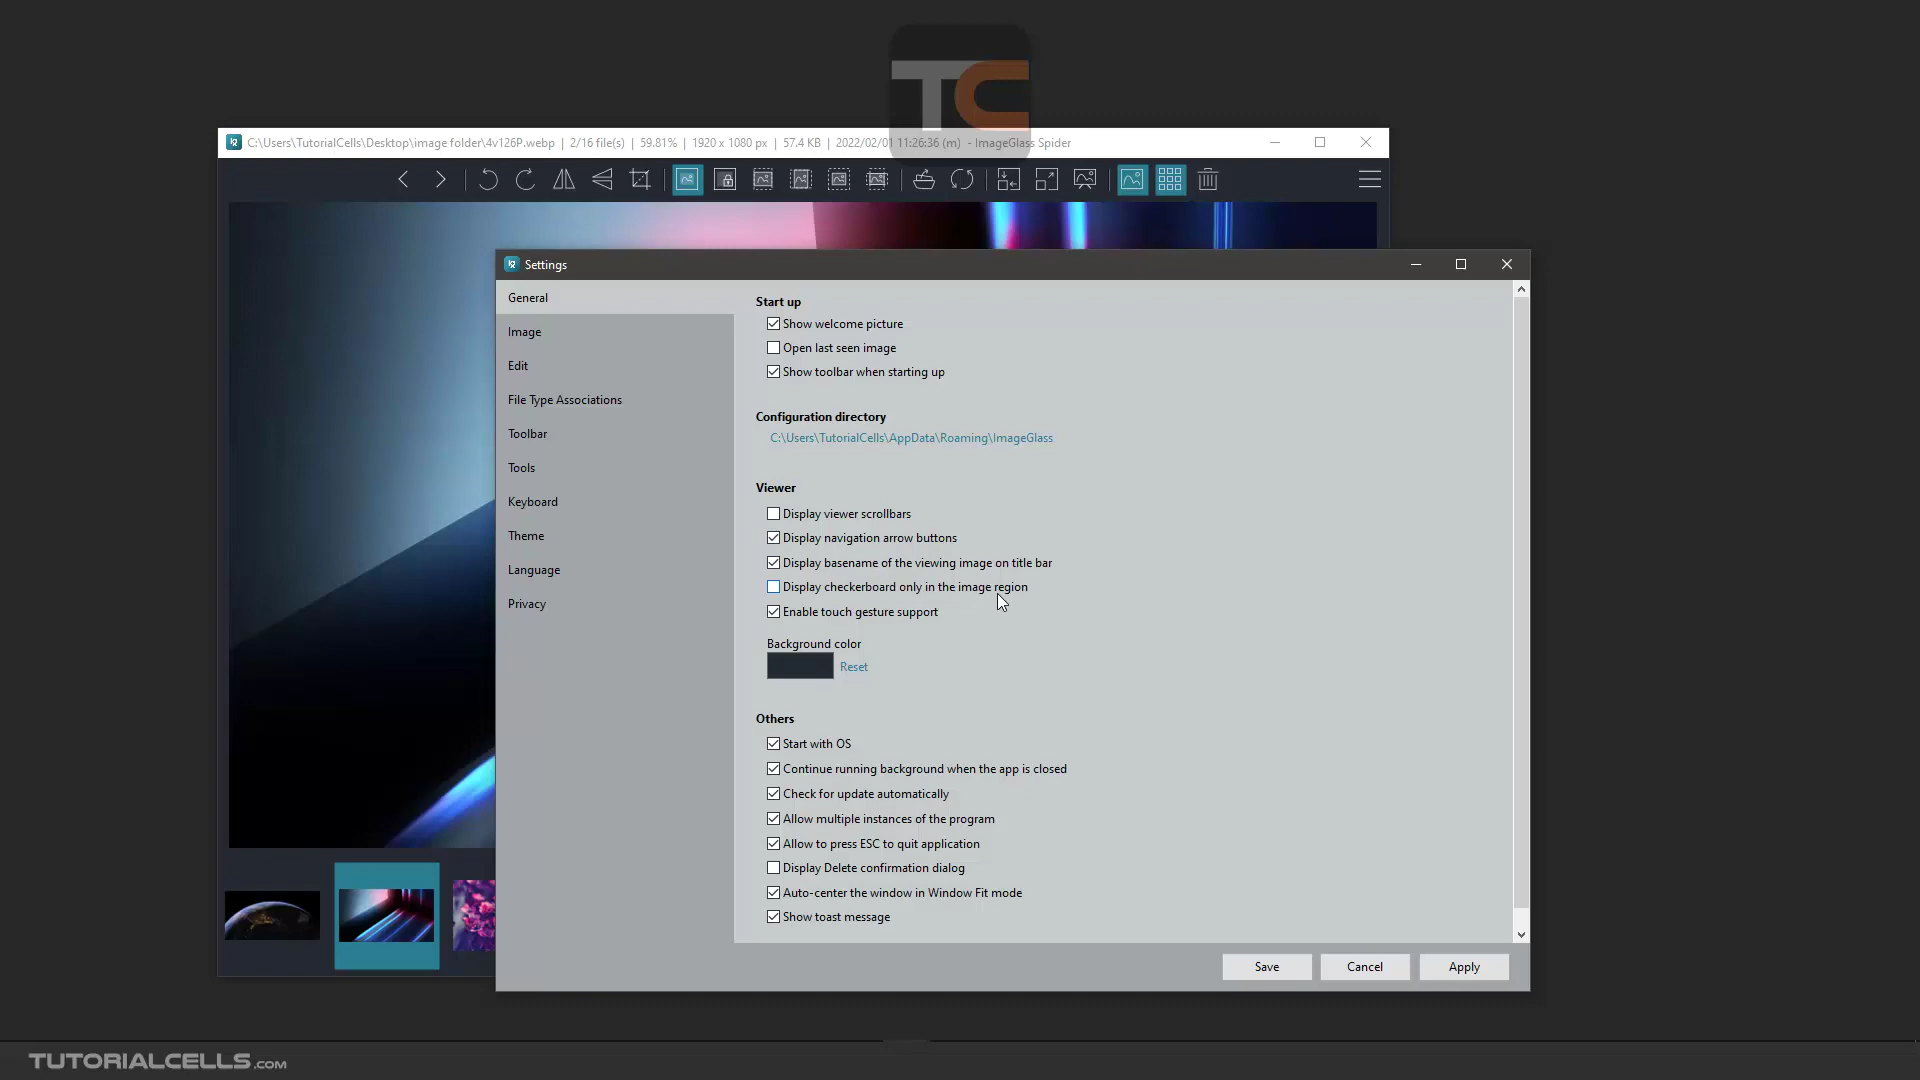 TC
C:\Users\TutorialCells\Desktop\image folder\4v126P.webp | 2/16 file(s) | 59.81% | 1920 x 1080 px | 57.4 KB | 2022/02/01 11:26:36 (m) - ImageGlass Spider
Settings
General
Image
Edit
File Type Associations
Toolbar
Tools
Keyboard
Theme
Language
Privacy
Start up
Show welcome picture
Open last seen image
Show toolbar when starting up
Configuration directory
C:\Users\TutorialCells\AppData\Roaming\ImageGlass
Viewer
Display viewer scrollbars
Display navigation arrow buttons
Display basename of the viewing image on title bar
Display checkerboard only in the image region
Enable touch gesture support
Background color
Reset
Others
Start with OS
Continue running background when the app is closed
Check for update automatically
Allow multiple instances of the program
Allow to press ESC to quit application
Display Delete confirmation dialog
Auto-center the window in Window Fit mode
Show toast message
Save Cancel Apply
TUTORIALCELLS.COM